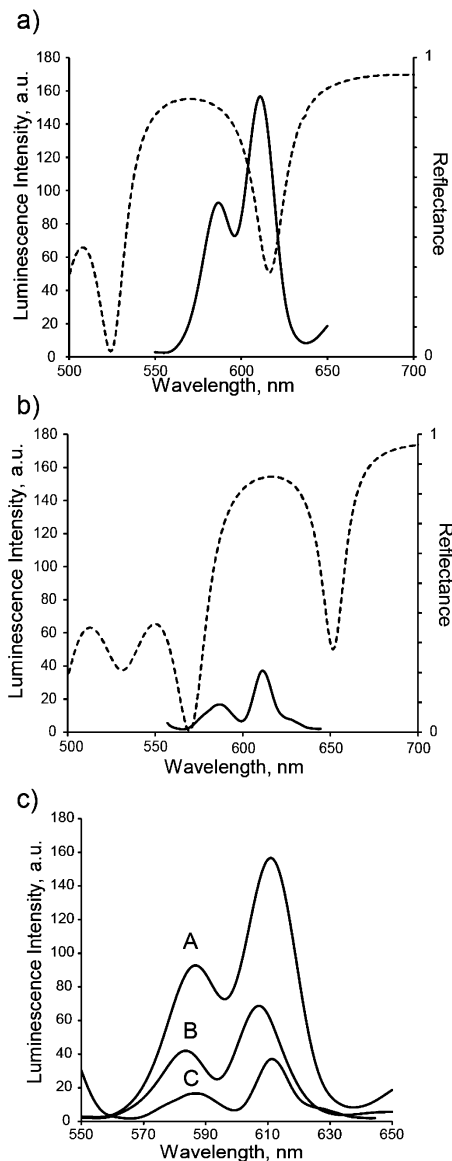 a)
180
160
140
120
100
80
60
40
20
0
Luminescence Intensity, a.u.
1
Reflectance
0
500 550 600 650 700
Wavelength, nm
b)
180
160
140
120
100
80
60
40
20
0
Luminescence Intensity, a.u.
1
Reflectance
0
500 550 600 650 700
Wavelength, nm
c)
180
160
140
120
100
80
60
40
20
0
Luminescence Intensity, a.u.
A
B
C
550 570 590 610 630 650
Wavelength, nm